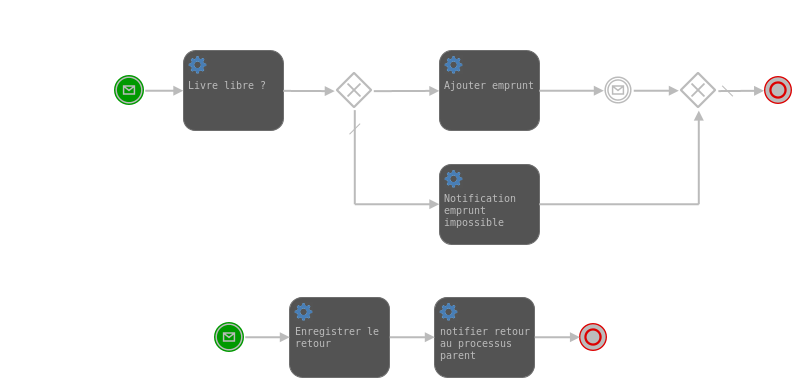 Livre libre ?
Ajouter emprunt
Notification
emprunt
impossible
Enregistrer le
retour
notifier retour
au processus
parent